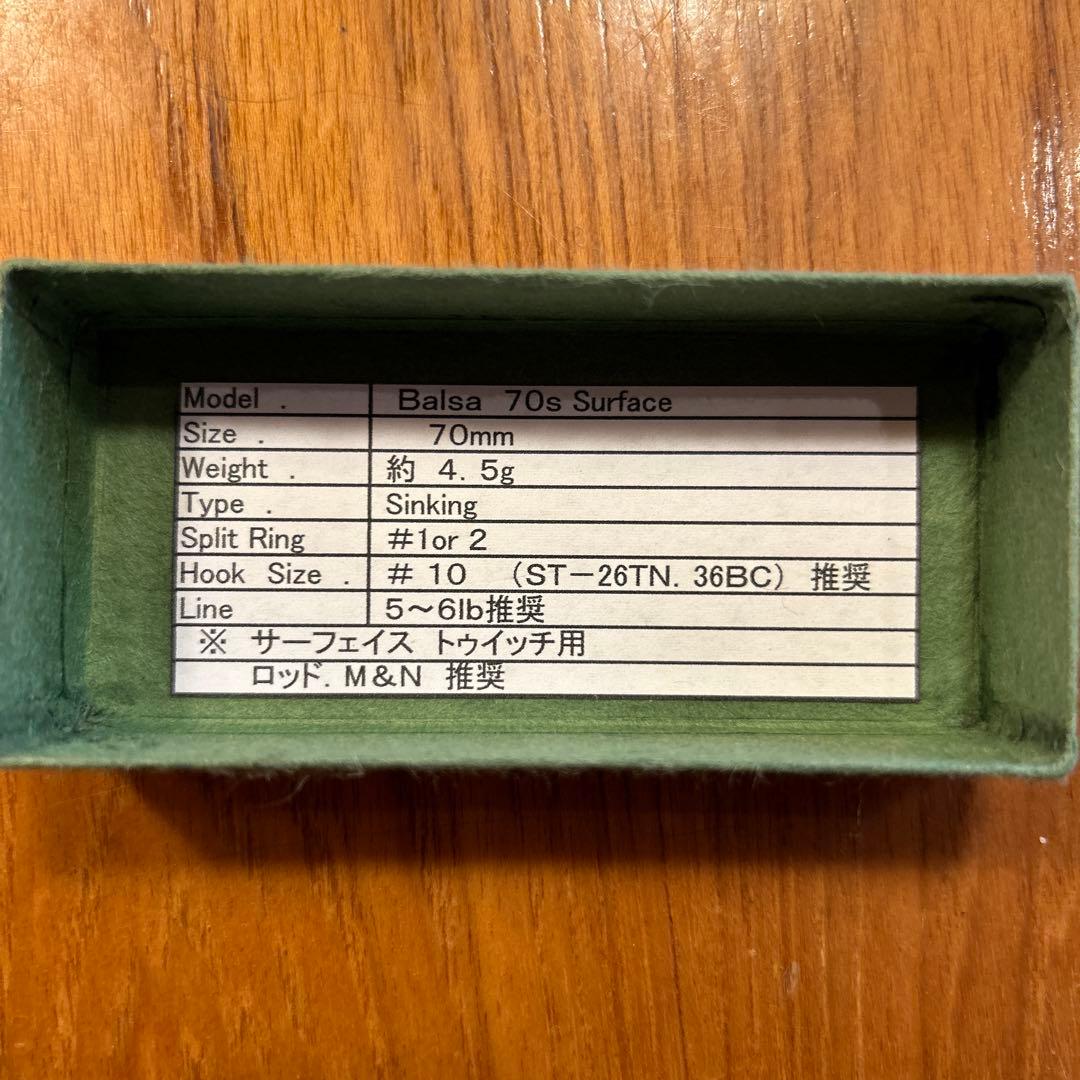 Model . Balsa 70s Surface
Size . 70mm
Weight . 約 4. 5g
Type . Sinking
Split Ring #1or 2
Hook Size . # 10 (ST-26TN. 36BC) 推奨
Line 5~6lb推奨
※ サーフェイス トゥイッチ用
ロッド. M&N 推奨